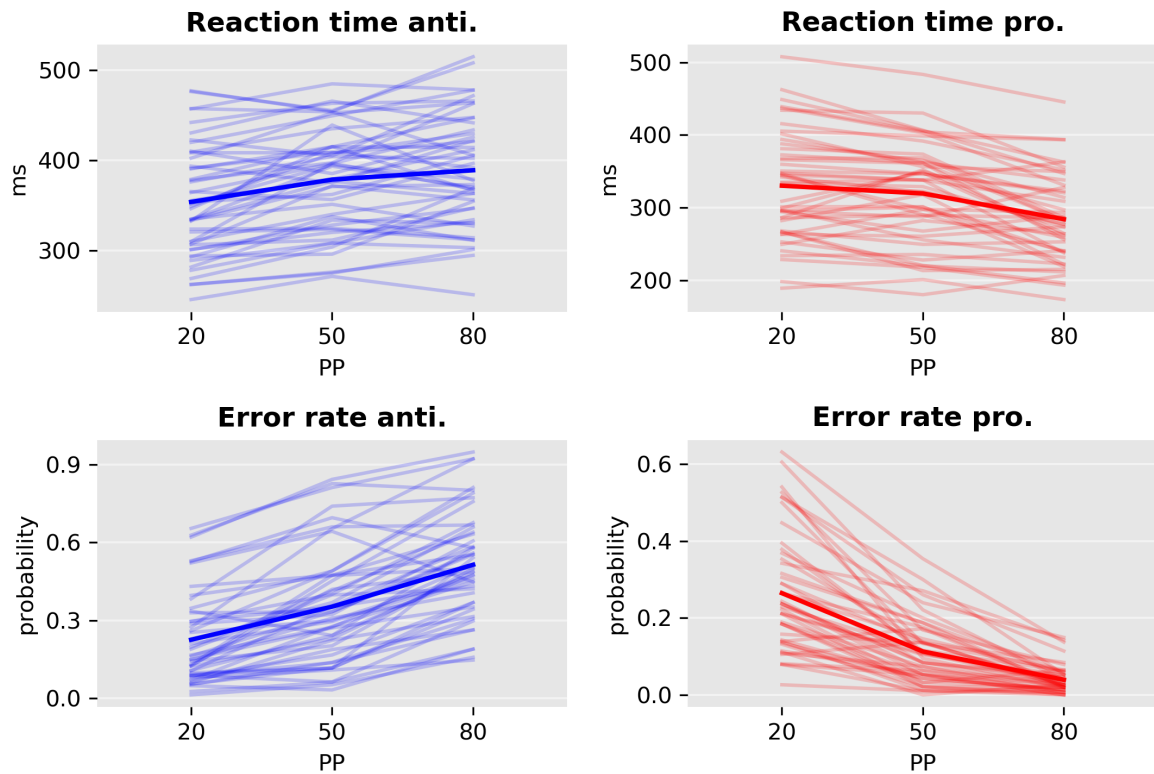 Reaction time anti.
ms
500
400
300
20 50 80
PP
Reaction time pro.
ms
500
400
300
200
20 50 80
PP
Error rate anti.
probability
0.9
0.6
0.3
0.0
20 50 80
PP
Error rate pro.
probability
0.6
0.4
0.2
0.0
20 50 80
PP